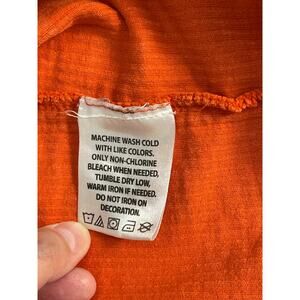 MACHINE WASH COLD
WITH LIKE COLORS.
ONLY NON-CHLORINE
BLEACH WHEN NEEDED,
TUMBLE DRY LOW,
WARM IRON IF NEEDED.
DO NOT IRON ON
DECORATION.